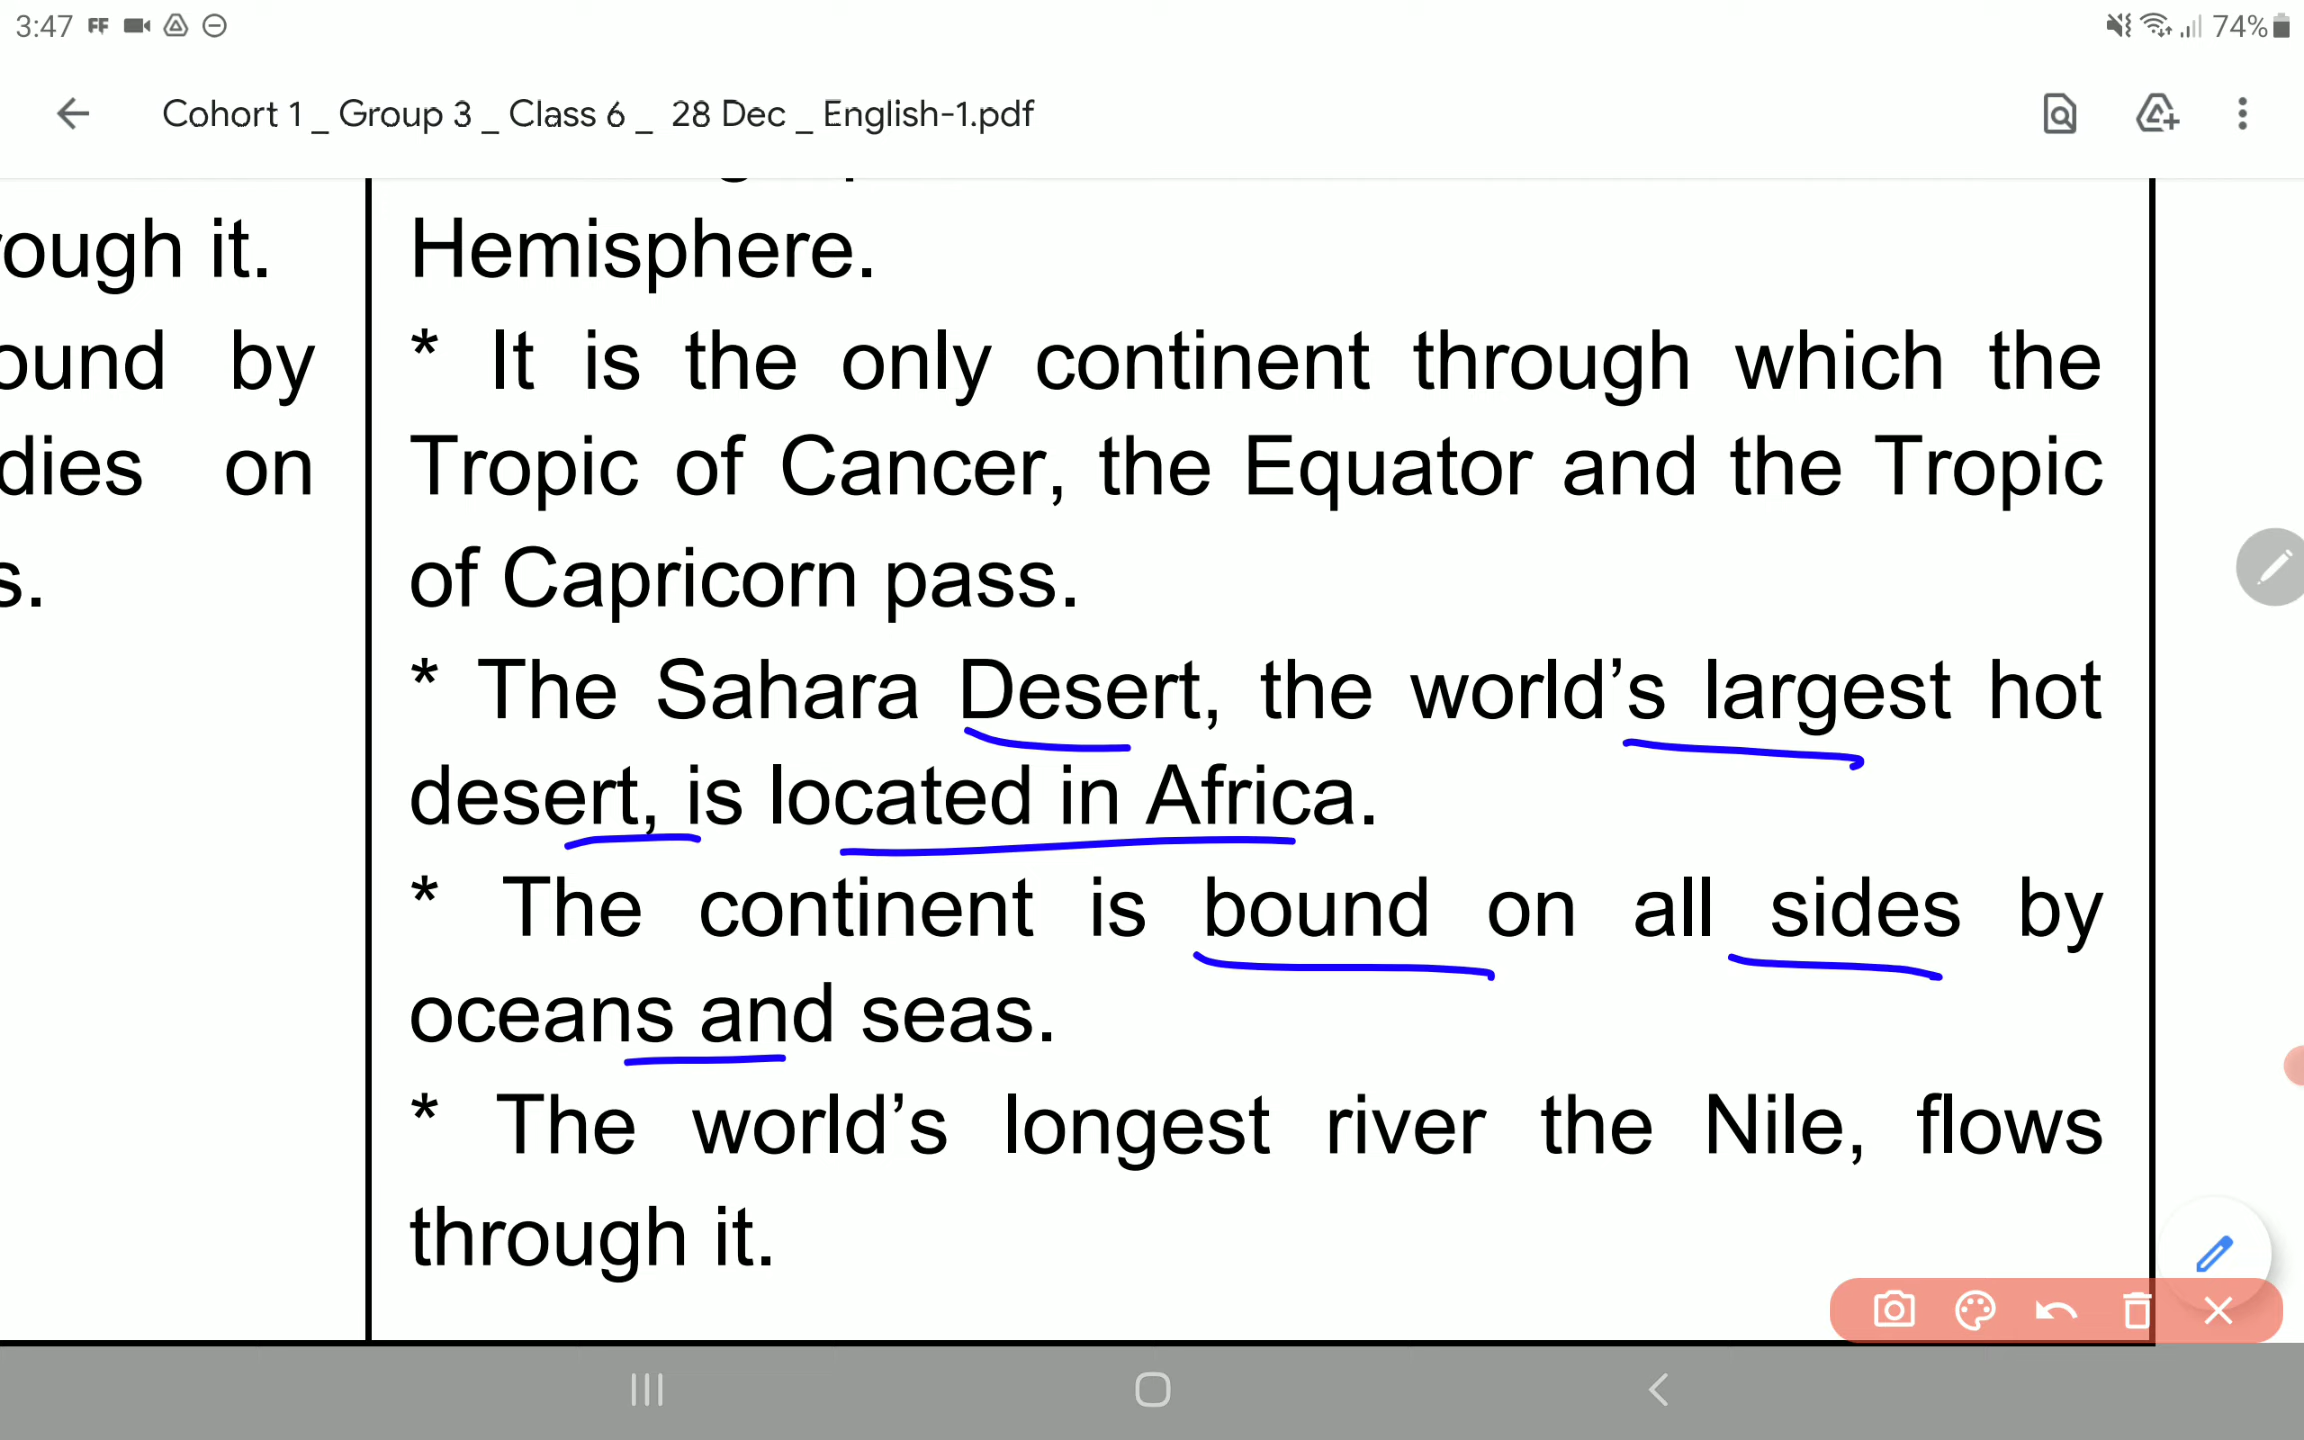 3:47 FF 74%
Cohort 1 _ Group 3 _ Class 6 _ 28 Dec _ English-1.pdf
it.
Hemisphere.
by
* It is the only continent through which the
on
Tropic of Cancer, the Equator and the Tropic
of Capricorn pass.
* The Sahara Desert, the world’s largest hot
desert, is located in Africa.
* The continent is bound on all sides by
oceans and seas.
* The world’s longest river the Nile, flows
through it.